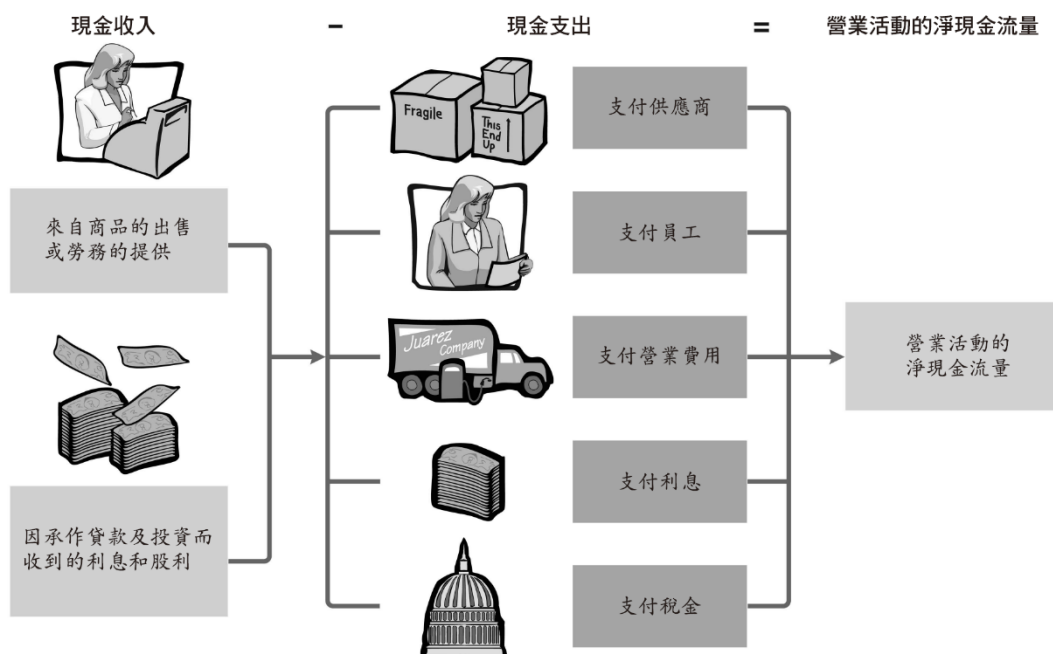 現金收入 － 現金支出 ＝ 營業活動的淨現金流量
來自商品的出售
或勞務的提供
因承作貸款及投資而
收到的利息和股利
Fragile
This
End
Up
支付供應商
支付員工
Juarez
Company
支付營業費用
支付利息
支付稅金
營業活動的
淨現金流量